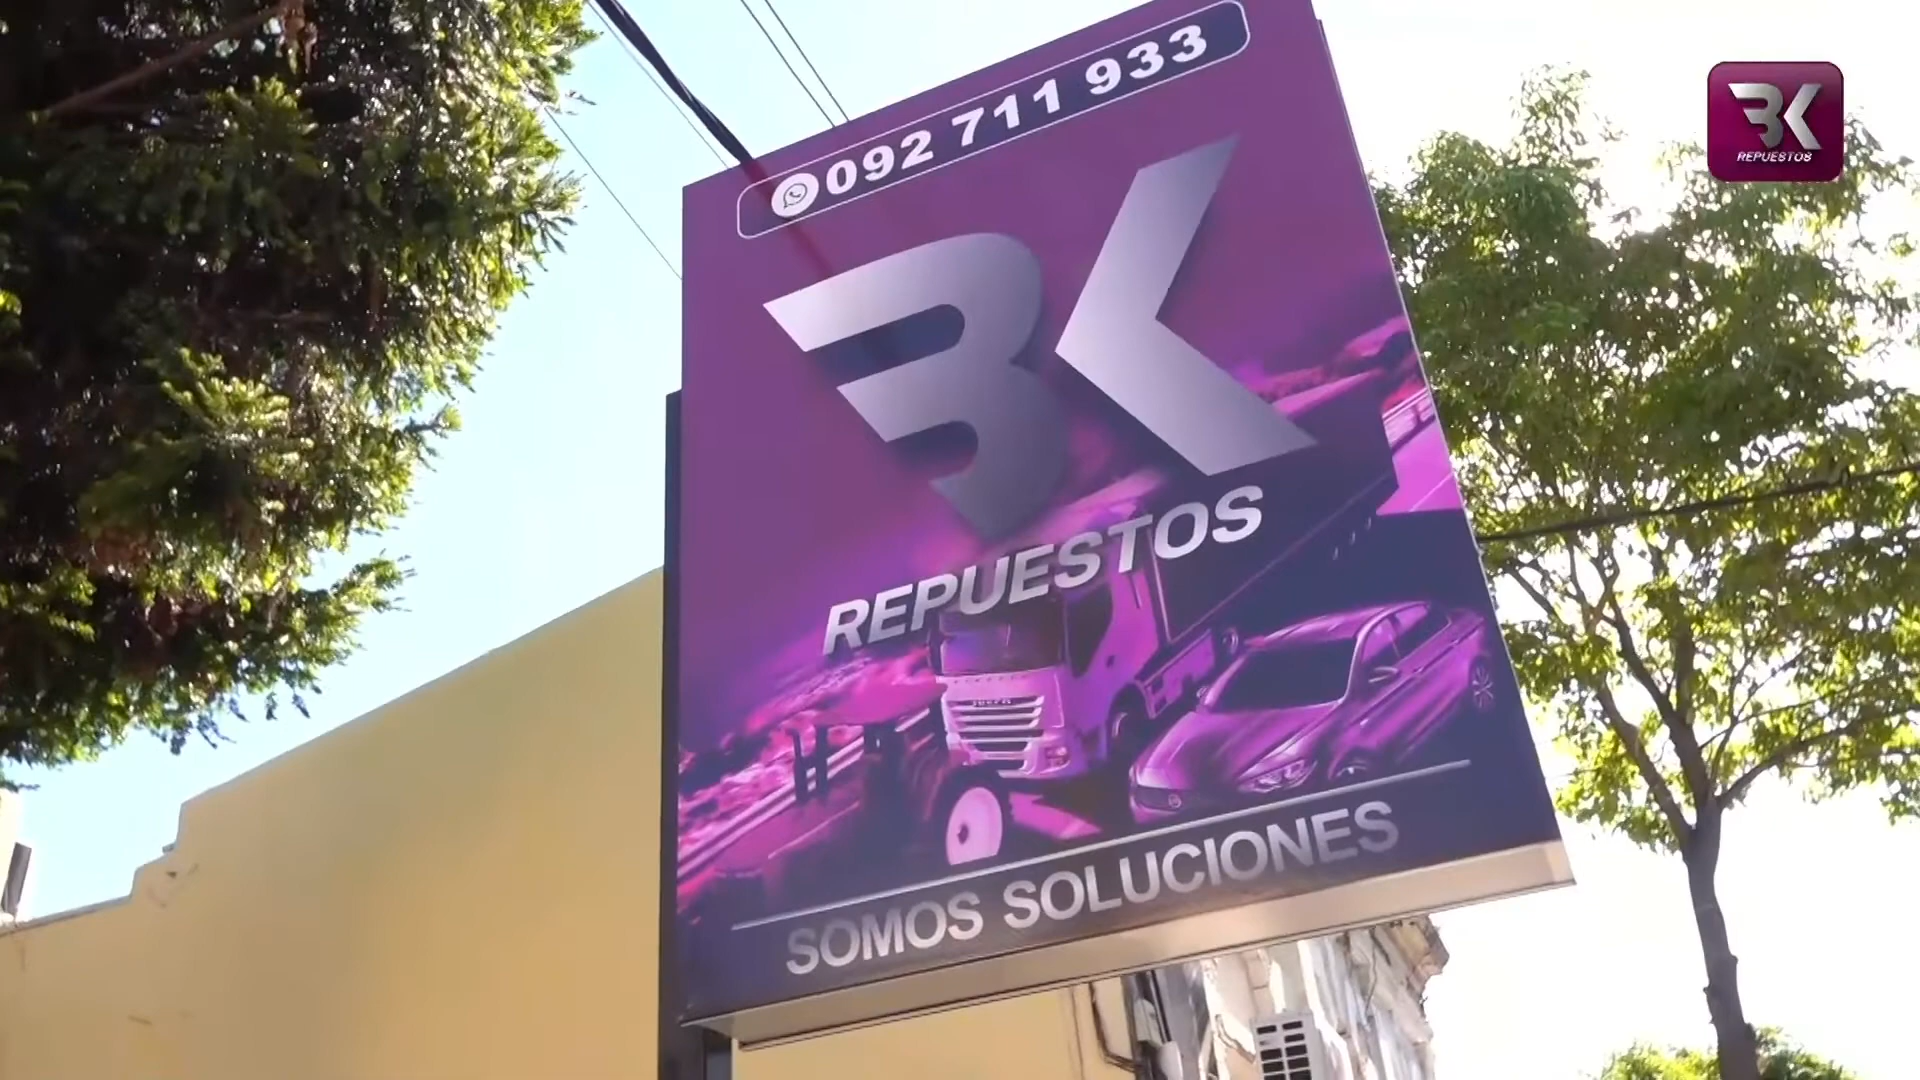 092 711 933
BK
REPUESTOS
SOMOS SOLUCIONES
BK
REPUESTOS